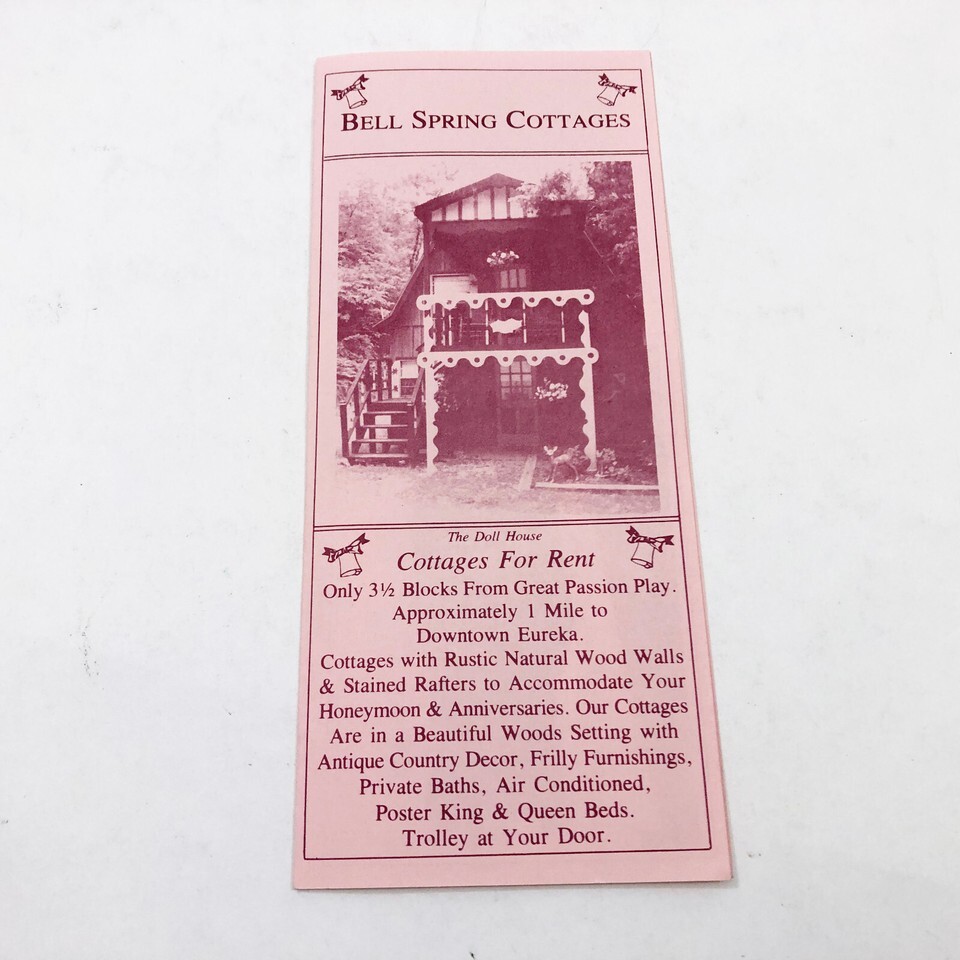 BELL SPRING COTTAGES
The Doll House
Cottages For Rent
Only 3½ Blocks From Great Passion Play.
Approximately 1 Mile to
Downtown Eureka.
Cottages with Rustic Natural Wood Walls
& Stained Rafters to Accommodate Your
Honeymoon & Anniversaries. Our Cottages
Are in a Beautiful Woods Setting with
Antique Country Decor, Frilly Furnishings,
Private Baths, Air Conditioned,
Poster King & Queen Beds.
Trolley at Your Door.